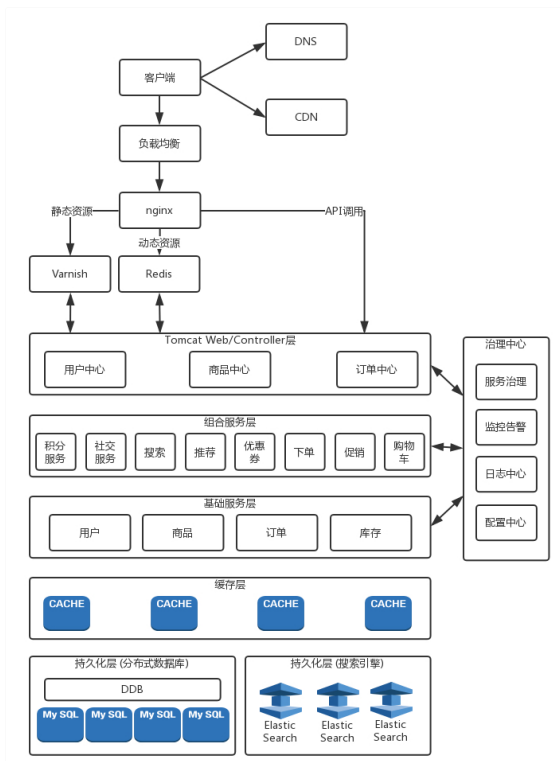 DNS
客户端
CDN
负载均衡
静态资源
nginx
API调用
动态资源
Varnish
Redis
Tomcat Web/Controller层
用户中心
商品中心
订单中心
治理中心
服务治理
监控告警
日志中心
配置中心
组合服务层
积分
服务
社交
服务
搜索
推荐
优惠
券
下单
促销
购物
车
基础服务层
用户
商品
订单
库存
缓存层
CACHE
CACHE
CACHE
CACHE
持久化层(分布式数据库)
DDB
My SQL
My SQL
My SQL
My SQL
持久化层(搜索引擎)
Elastic
Search
Elastic
Search
Elastic
Search